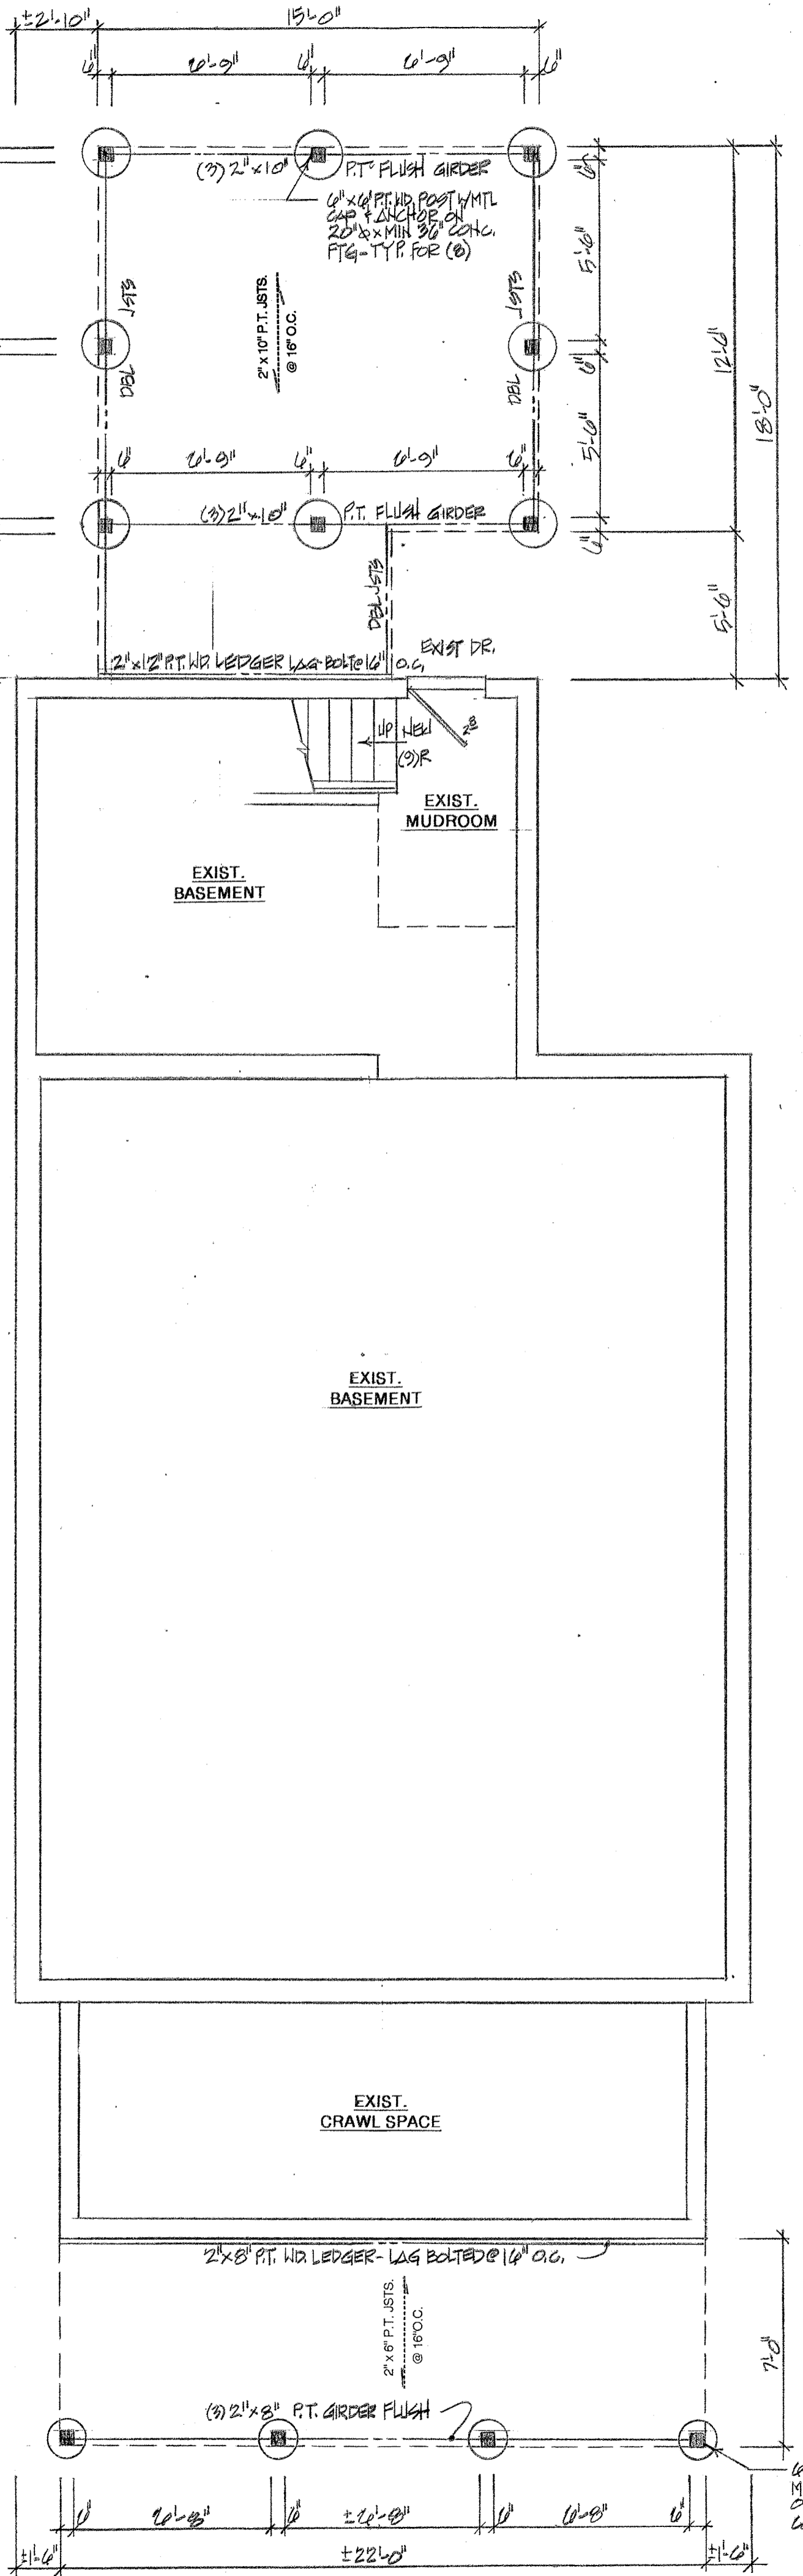 ±2'-10" 15'-0"
6" 6'-9" 6" 6'-9" 6"
(3) 2"x10" P.T. FLUSH GIRDER
6"x6" P.T. WD. POST W/MTL
CAP & ANCHOR ON
20"φ x MIN 36" CONC.
FTG-TYP. FOR (8)
6"
5'-6"
6"
5'-6"
6"
12'-6"
18'-0"
5'-6"
DBL JSTS
2" x 10" P.T. JSTS.
@ 16" O.C.
DBL JSTS
6" 6'-9" 6" 6'-9" 6"
(3) 2"x10" P.T. FLUSH GIRDER
DBL JSTS
EXIST DR.
2"x12" P.T. WD. LEDGER LAG-BOLT@16" O.C.
UP NEW
(9)R
2⁸
EXIST.
MUDROOM
EXIST.
BASEMENT
EXIST.
BASEMENT
EXIST.
CRAWL SPACE
2"x8" P.T. WD. LEDGER- LAG BOLTED@16" O.C.
2" x 6" P.T. JSTS.
@ 16"O.C.
7'-0"
(3) 2"x8" P.T. GIRDER FLUSH
6" 6'-8" 6" ±6'-8" 6" 6'-8" 6"
±1'-6" ±22'-0" ±1'-6"